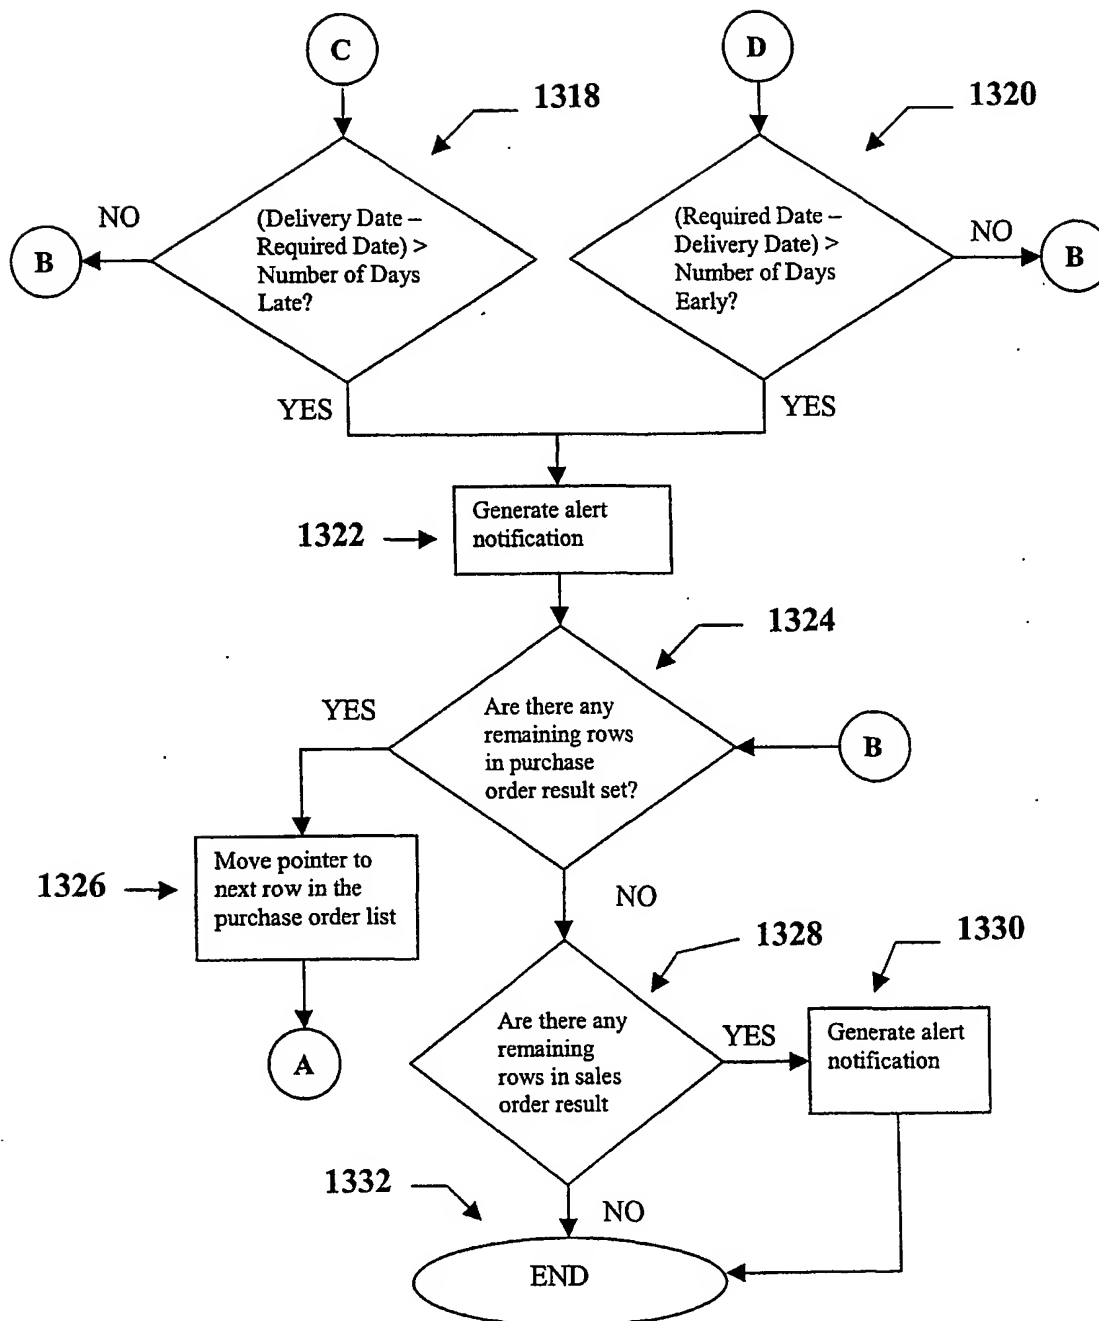 C
D
1318
1320
NO
(Delivery Date –
Required Date) >
Number of Days
Late?
B
(Required Date –
Delivery Date) >
Number of Days
Early?
NO
B
YES
YES
1322
Generate alert
notification
1324
YES
Are there any
remaining rows
in purchase
order result set?
B
1326
Move pointer to
next row in the
purchase order list
NO
1328
1330
A
Are there any
remaining
rows in sales
order result
YES
Generate alert
notification
1332
NO
END